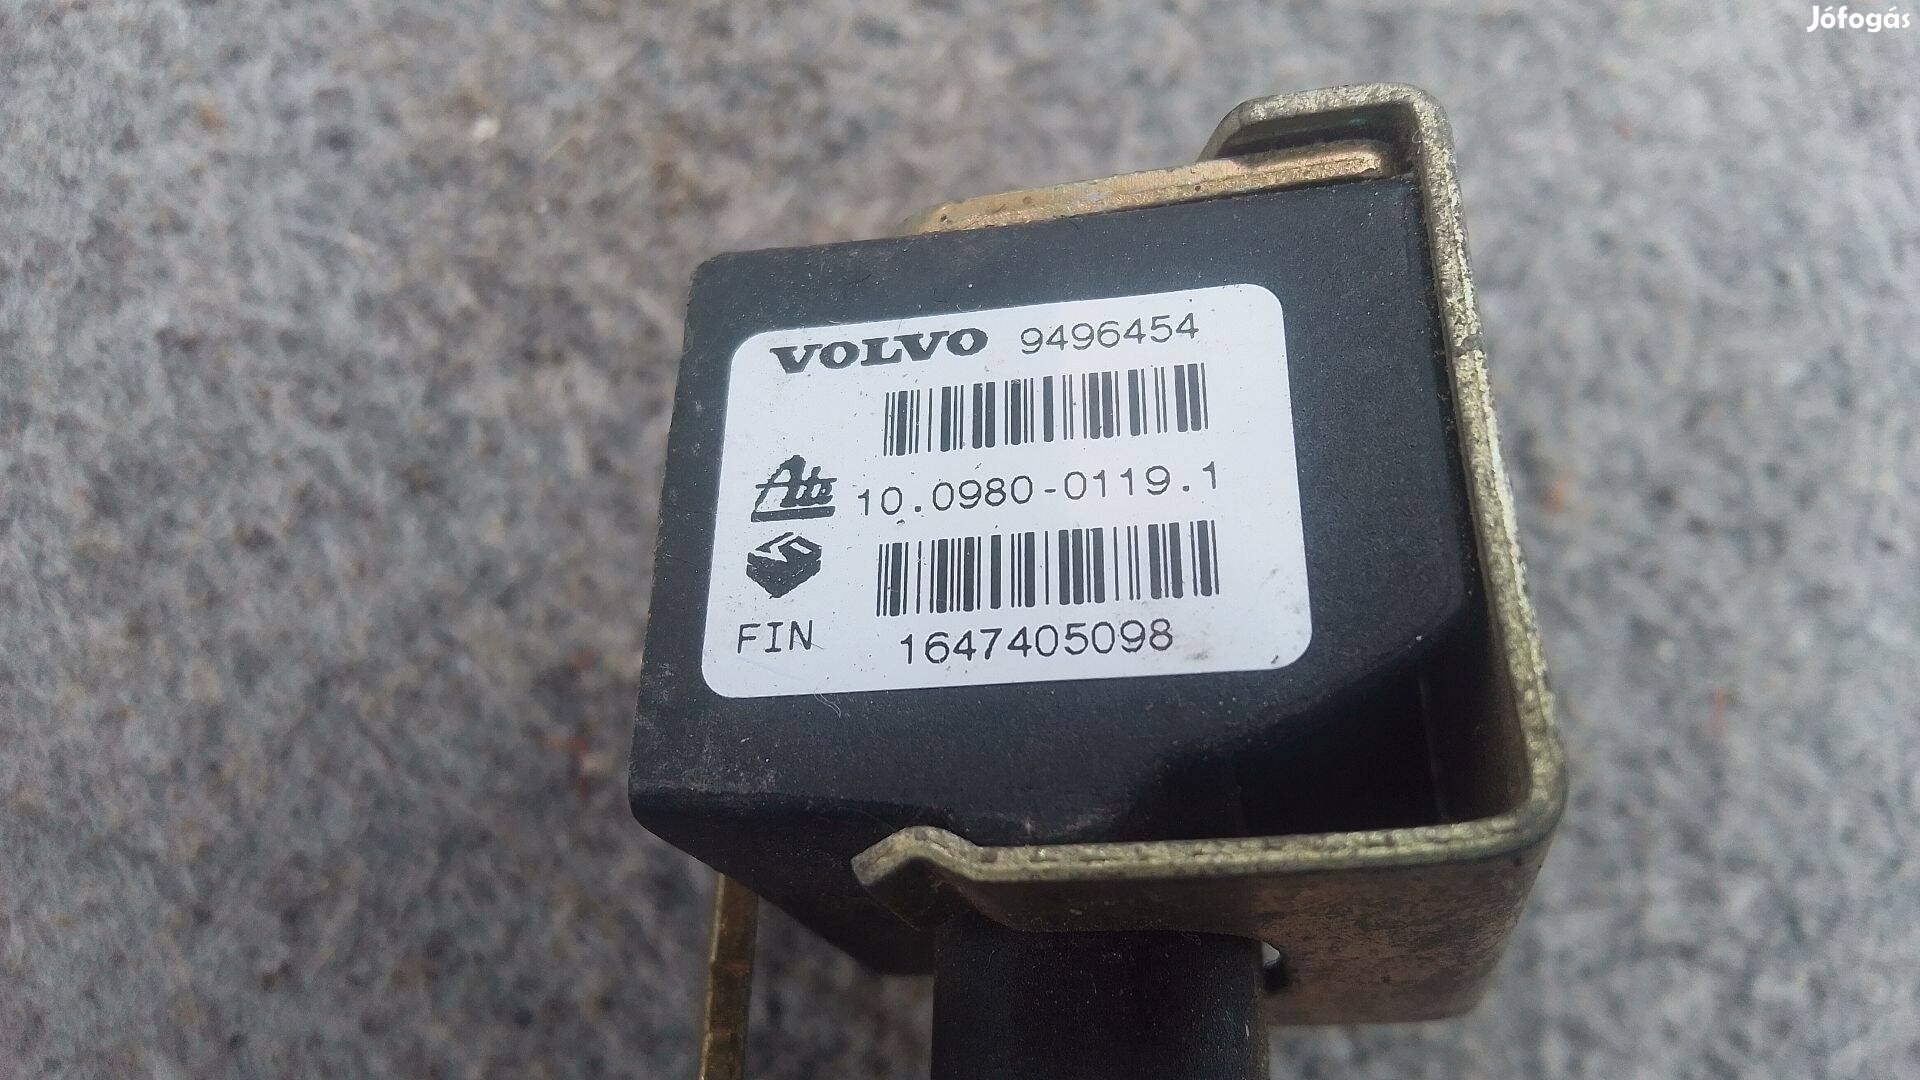 Jófogás
VOLVO 9496454
Ate 10.0980-0119.1
FIN 1647405098